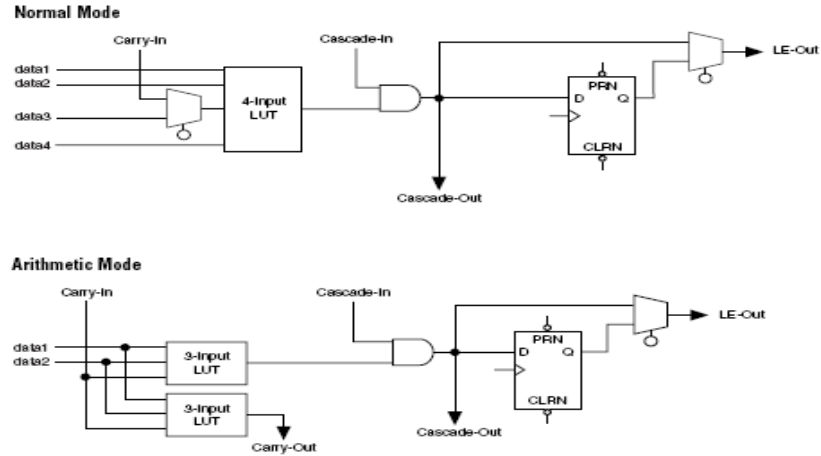 Normal Mode
Carry-In
Cascade-In
LE-Out
data1
data2
PRN
4-Input
LUT
D
Q
data3
CLRN
data4
Cascade-Out
Arithmetic Mode
Carry-In
Cascade-In
LE-Out
data1
PRN
data2
3-Input
LUT
D
Q
CLRN
3-Input
LUT
Cascade-Out
Carry-Out